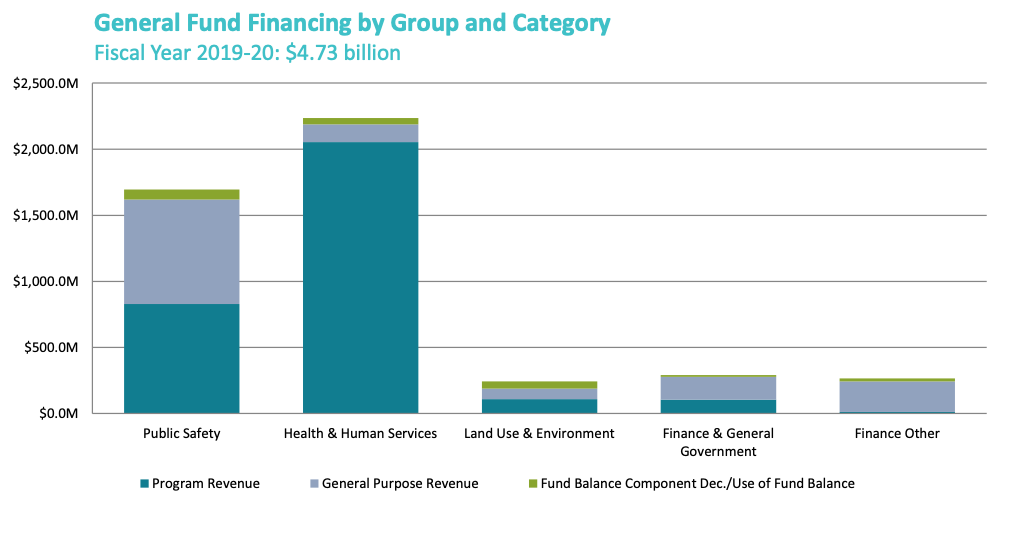 General Fund Financing by Group and Category
Fiscal Year 2019-20: $4.73 billion
$2,500.0M
$2,000.0M
$1,500.0M
$1,000.0M
$500.0M
$0.0M
Public Safety
Health & Human Services
Land Use & Environment
Finance & General
Government
Finance Other
Program Revenue
General Purpose Revenue
Fund Balance Component Dec./Use of Fund Balance